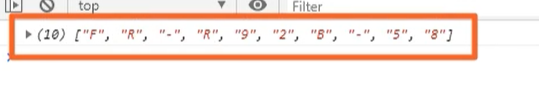 top ▼ Filter
▶(10) ["F", "R", "-", "R", "9", "2", "B", "-", "5", "8"]